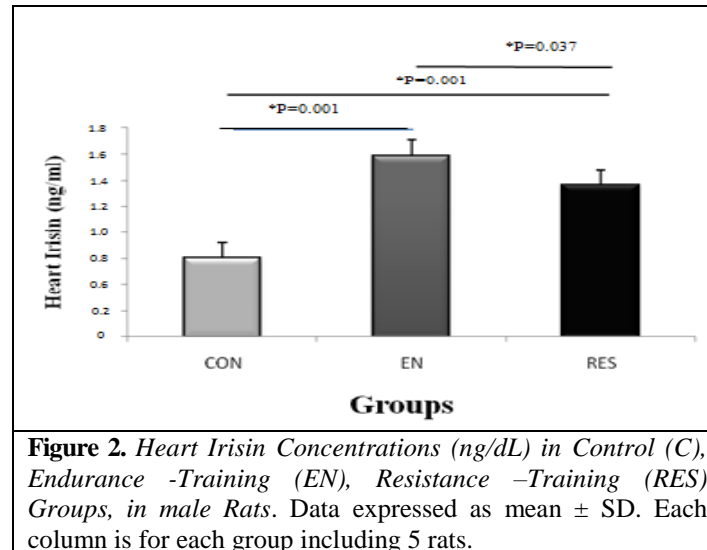 *P=0.037
*P=0.001
*P=0.001
1.8
1.6
1.4
1.2
1.0
0.8
0.6
0.2
0
Heart Irisin (ng/ml)
CON EN RES
Groups
Figure 2. Heart Irisin Concentrations (ng/dL) in Control (C),
Endurance -Training (EN), Resistance –Training (RES)
Groups, in male Rats. Data expressed as mean ± SD. Each
column is for each group including 5 rats.